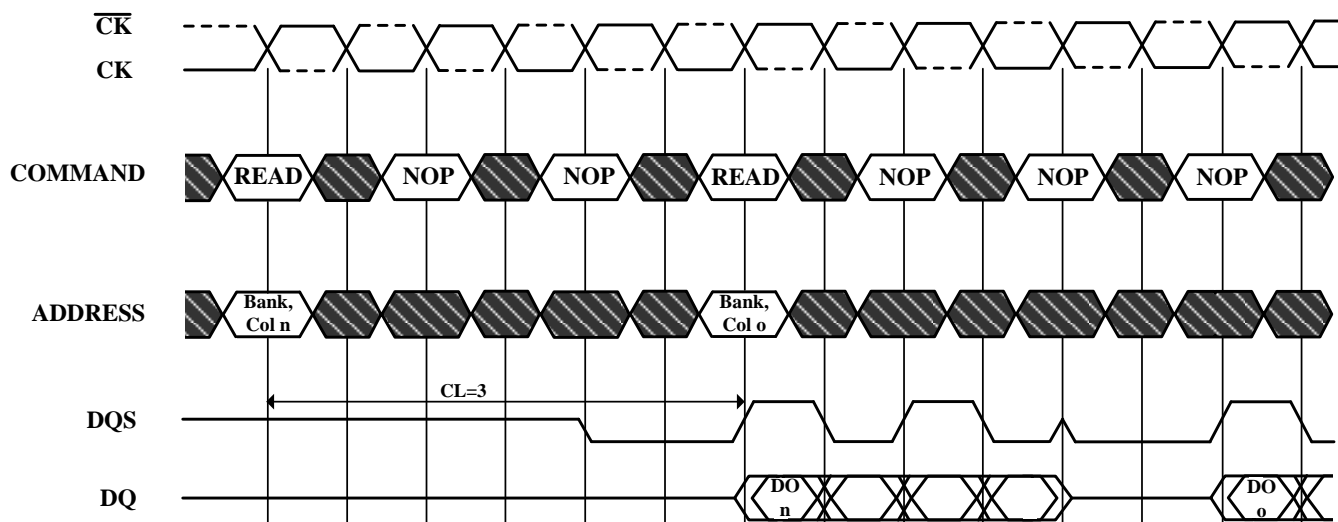 CK
CK
COMMAND READ NOP NOP READ NOP NOP NOP
ADDRESS Bank, Col n Bank, Col o
CL=3
DQS
DQ DO n DO o